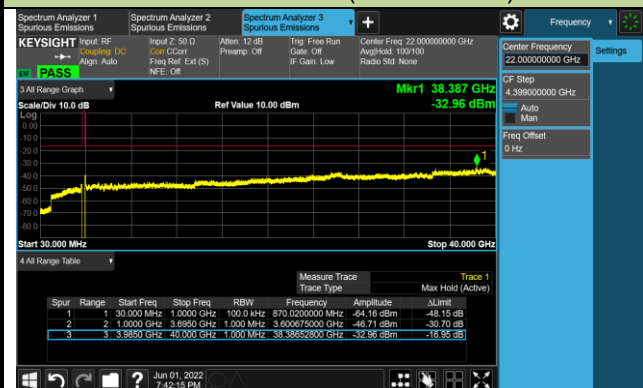 Spectrum Analyzer 1
Spurious Emissions
Spectrum Analyzer 2
Spurious Emissions
Spectrum Analyzer 3
Spurious Emissions
Frequency
KEYSIGHT
Input: RF
Coupling: DC
Align: Auto
Input Z: 50 Ω
Corr CCorr
Freq Ref: Ext (S)
NFE: Off
Atten: 12 dB
Preamp: Off
Trig: Free Run
Gate: Off
IF Gain: Low
Center Freq: 22.000000000 GHz
Avg|Hold: 100/100
Radio Std: None
PASS
Center Frequency
22.000000000 GHz
Settings
CF Step
4.399000000 GHz
Auto
Man
Freq Offset
0 Hz
3 All Range Graph
Mkr1 38.387 GHz
Scale/Div 10.0 dB
Ref Value 10.00 dBm
-32.96 dBm
Log
0.00
-10.0
-20.0
-30.0
-40.0
-50.0
-60.0
-70.0
-80.0
1
Start 30.000 MHz
Stop 40.000 GHz
4 All Range Table
Measure Trace Trace 1
Trace Type Max Hold (Active)
Spur Range Start Freq Stop Freq RBW Frequency Amplitude ΔLimit
1 1 30.000 MHz 1.0000 GHz 100.0 kHz 870.0200000 MHz -64.16 dBm -48.15 dB
2 2 1.0000 GHz 3.6950 GHz 1.000 MHz 3.600675000 GHz -46.71 dBm -30.70 dB
3 3 3.9850 GHz 40.000 GHz 1.000 MHz 38.38652800 GHz -32.96 dBm -16.95 dB
Jun 01, 2022
7:42:15 PM